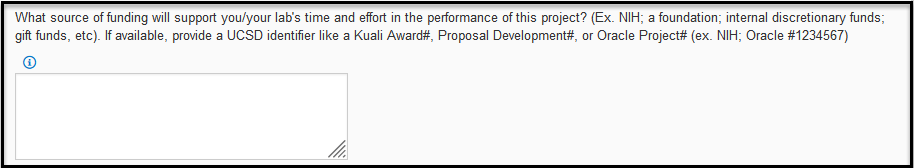 What source of funding will support you/your lab's time and effort in the performance of this project? (Ex. NIH; a foundation; internal discretionary funds;
gift funds, etc). If available, provide a UCSD identifier like a Kuali Award#, Proposal Development#, or Oracle Project# (ex. NIH; Oracle #1234567)